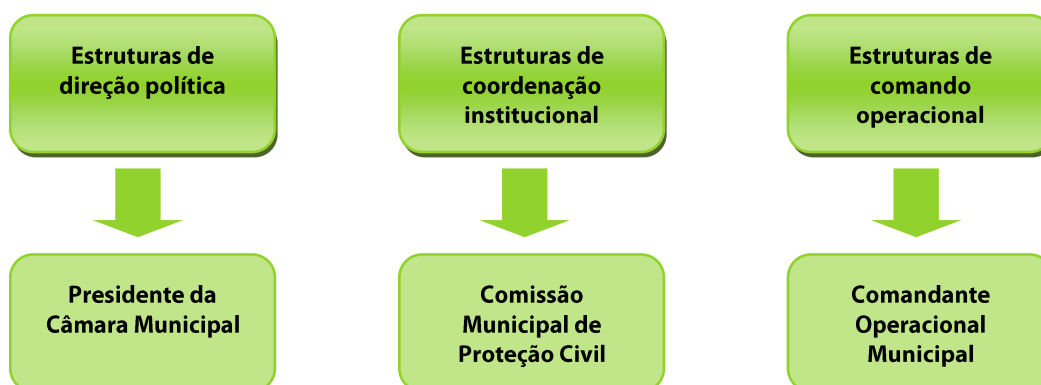 Estruturas de
direção política
Estruturas de
coordenação
institucional
Estruturas de
comando
operacional
Presidente da
Câmara Municipal
Comissão
Municipal de
Proteção Civil
Comandante
Operacional
Municipal